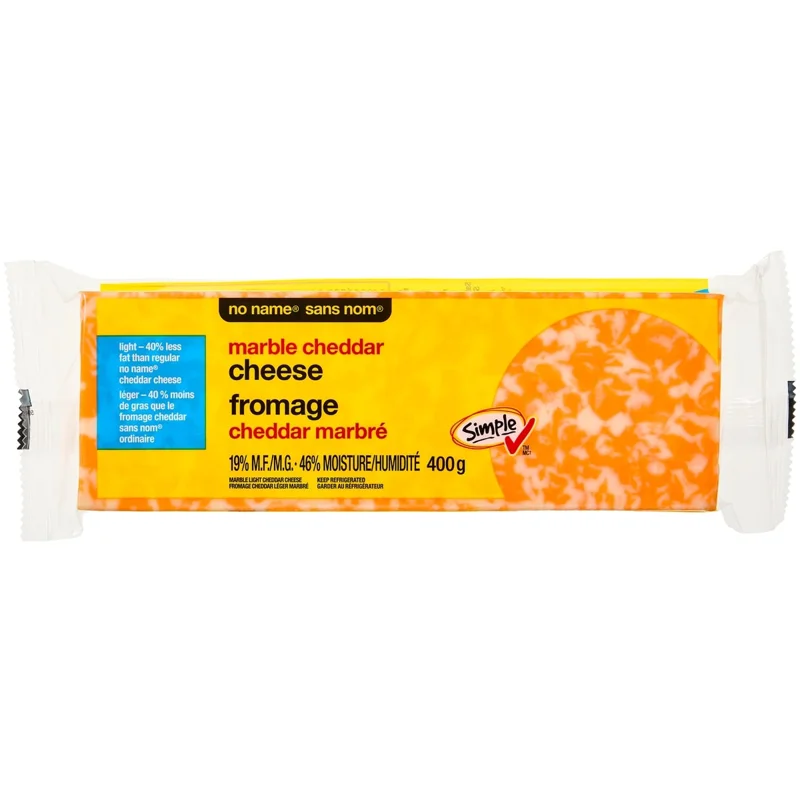 no name® sans nom®
light – 40% less
fat than regular
no name®
cheddar cheese
léger – 40 % moins
de gras que le
fromage cheddar
sans nom®
ordinaire
marble cheddar
cheese
fromage
cheddar marbré
Simple
TM
MC
19% M.F./M.G. · 46% MOISTURE/HUMIDITÉ 400 g
MARBLE LIGHT CHEDDAR CHEESE
FROMAGE CHEDDAR LÉGER MARBRÉ
KEEP REFRIGERATED
GARDER AU RÉFRIGÉRATEUR